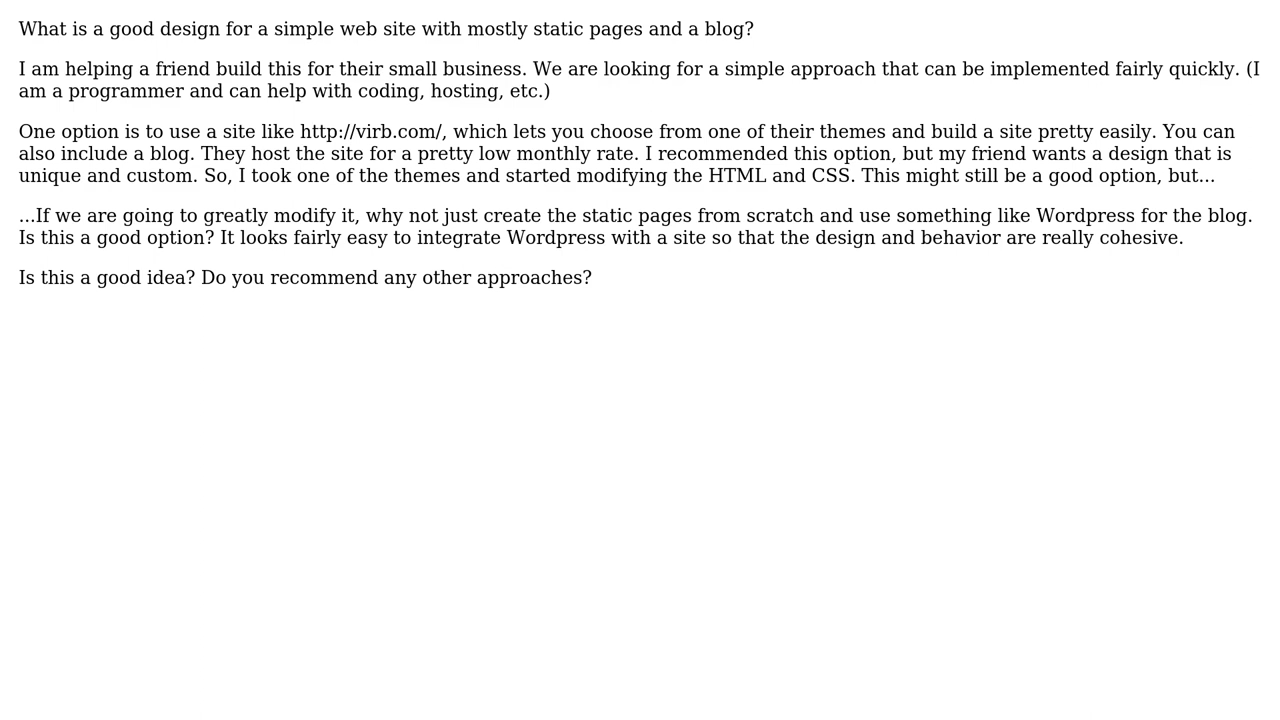 What is a good design for a simple web site with mostly static pages and a blog?
I am helping a friend build this for their small business. We are looking for a simple approach that can be implemented fairly quickly. (I
am a programmer and can help with coding, hosting, etc.)
One option is to use a site like http://virb.com/, which lets you choose from one of their themes and build a site pretty easily. You can
also include a blog. They host the site for a pretty low monthly rate. I recommended this option, but my friend wants a design that is
unique and custom. So, I took one of the themes and started modifying the HTML and CSS. This might still be a good option, but...
...If we are going to greatly modify it, why not just create the static pages from scratch and use something like Wordpress for the blog.
Is this a good option? It looks fairly easy to integrate Wordpress with a site so that the design and behavior are really cohesive.
Is this a good idea? Do you recommend any other approaches?